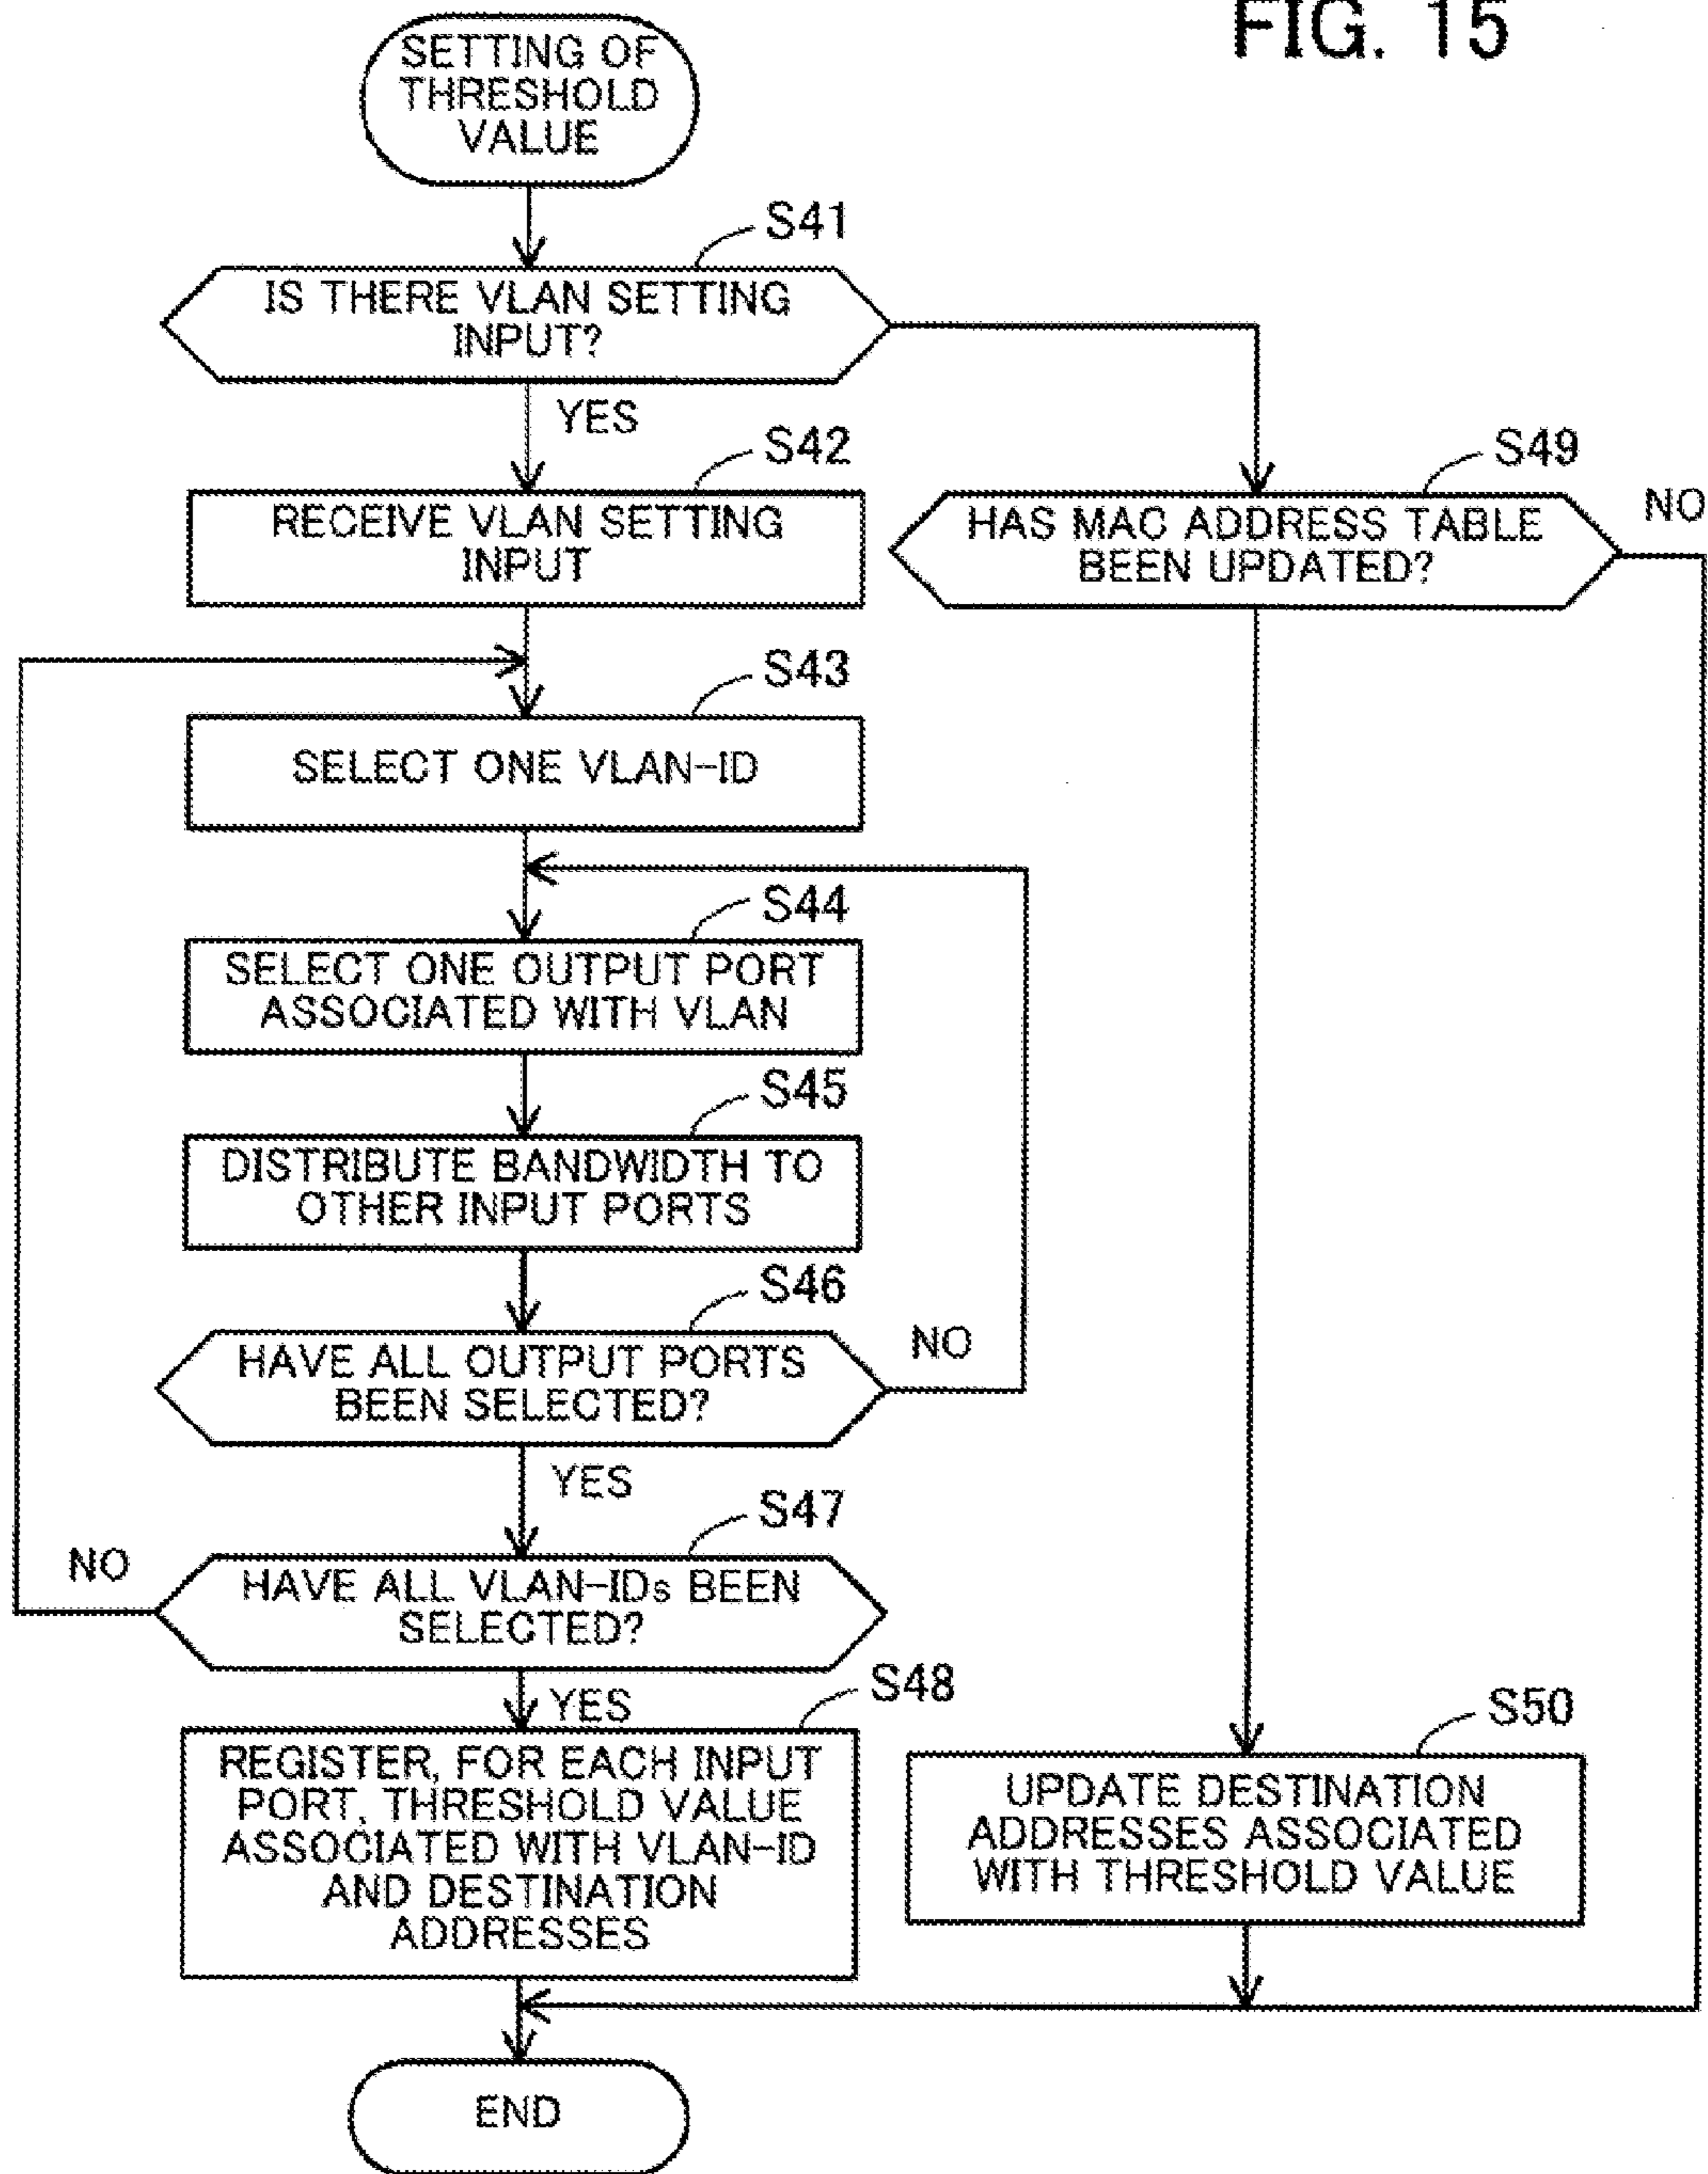 FIG. 15
SETTING OF
THRESHOLD
VALUE
S41
IS THERE VLAN SETTING
INPUT?
YES
S42
RECEIVE VLAN SETTING
INPUT
S49
HAS MAC ADDRESS TABLE
BEEN UPDATED?
NO
S43
SELECT ONE VLAN-ID
S44
SELECT ONE OUTPUT PORT
ASSOCIATED WITH VLAN
S45
DISTRIBUTE BANDWIDTH TO
OTHER INPUT PORTS
S46
HAVE ALL OUTPUT PORTS
BEEN SELECTED?
NO
YES
S47
HAVE ALL VLAN-IDs BEEN
SELECTED?
NO
YES
S48
REGISTER, FOR EACH INPUT
PORT, THRESHOLD VALUE
ASSOCIATED WITH VLAN-ID
AND DESTINATION
ADDRESSES
S50
UPDATE DESTINATION
ADDRESSES ASSOCIATED
WITH THRESHOLD VALUE
END